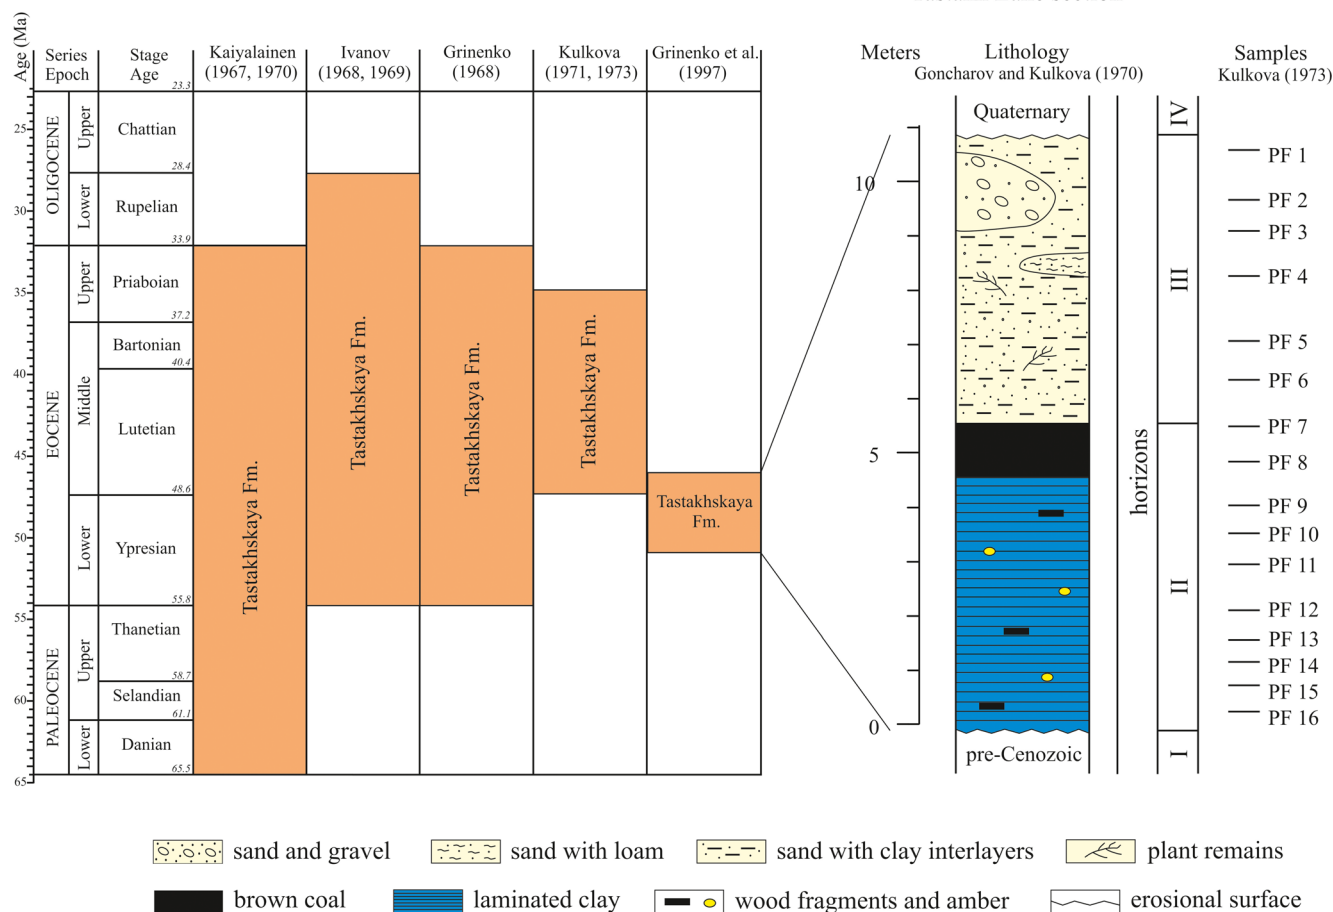 Age (Ma)
Series
Epoch
Stage
Age
Kaiyalainen
(1967, 1970)
Ivanov
(1968, 1969)
Grinenko
(1968)
Kulkova
(1971, 1973)
Grinenko et al.
(1997)
23.3
25
30
35
40
45
50
55
60
65
OLIGOCENE
EOCENE
PALEOCENE
Upper
Lower
Upper
Middle
Lower
Upper
Lower
Chattian
28.4
Rupelian
33.9
Priaboian
37.2
Bartonian
40.4
Lutetian
48.6
Ypresian
55.8
Thanetian
58.7
Selandian
61.1
Danian
65.5
Tastakhskaya Fm.
Tastakhskaya Fm.
Tastakhskaya Fm.
Tastakhskaya Fm.
Tastakhskaya
Fm.
Meters
10
5
0
Lithology
Goncharov and Kulkova (1970)
Quaternary
pre-Cenozoic
horizons
IV
III
II
I
Samples
Kulkova (1973)
PF 1
PF 2
PF 3
PF 4
PF 5
PF 6
PF 7
PF 8
PF 9
PF 10
PF 11
PF 12
PF 13
PF 14
PF 15
PF 16
sand and gravel
sand with loam
sand with clay interlayers
plant remains
brown coal
laminated clay
wood fragments and amber
erosional surface